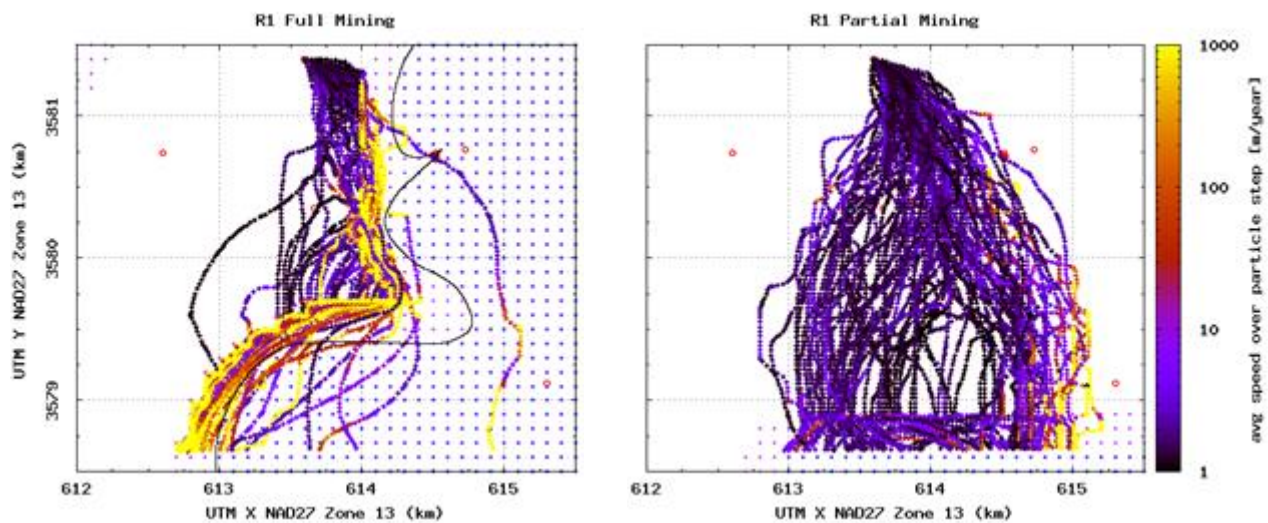 R1 Full Mining
R1 Partial Mining
3581
3580
3579
UTM Y NAD27 Zone 13 (km)
612
613
614
615
UTM X NAD27 Zone 13 (km)
612
613
614
615
UTM X NAD27 Zone 13 (km)
1000
100
10
1
avg speed over particle step [m/year]